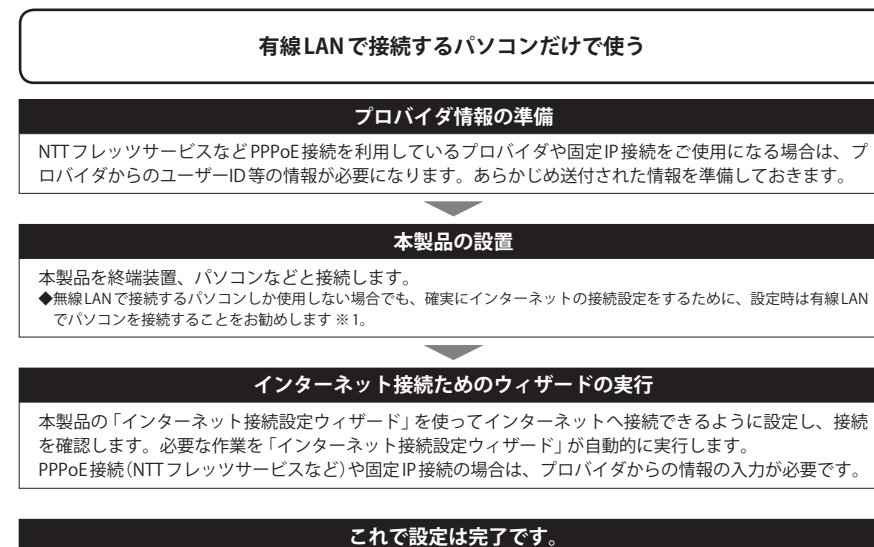 有線LANで接続するパソコンだけで使う
プロバイダ情報の準備
NTTフレッツサービスなどPPPoE接続を利用しているプロバイダや固定IP接続をご使用になる場合は、プ
ロバイダからのユーザーID等の情報が必要になります。あらかじめ送付された情報を準備しておきます。
本製品の設置
本製品を終端装置、パソコンなどと接続します。
◆無線LANで接続するパソコンしか使用しない場合でも、確実にインターネットの接続設定をするために、設定時は有線LAN
でパソコンを接続することをお勧めします ※1。
インターネット接続ためのウィザードの実行
本製品の「インターネット接続設定ウィザード」を使ってインターネットへ接続できるように設定し、接続
を確認します。必要な作業を「インターネット接続設定ウィザード」が自動的に実行します。
PPPoE接続(NTTフレッツサービスなど)や固定IP接続の場合は、プロバイダからの情報の入力が必要です。
これで設定は完了です。